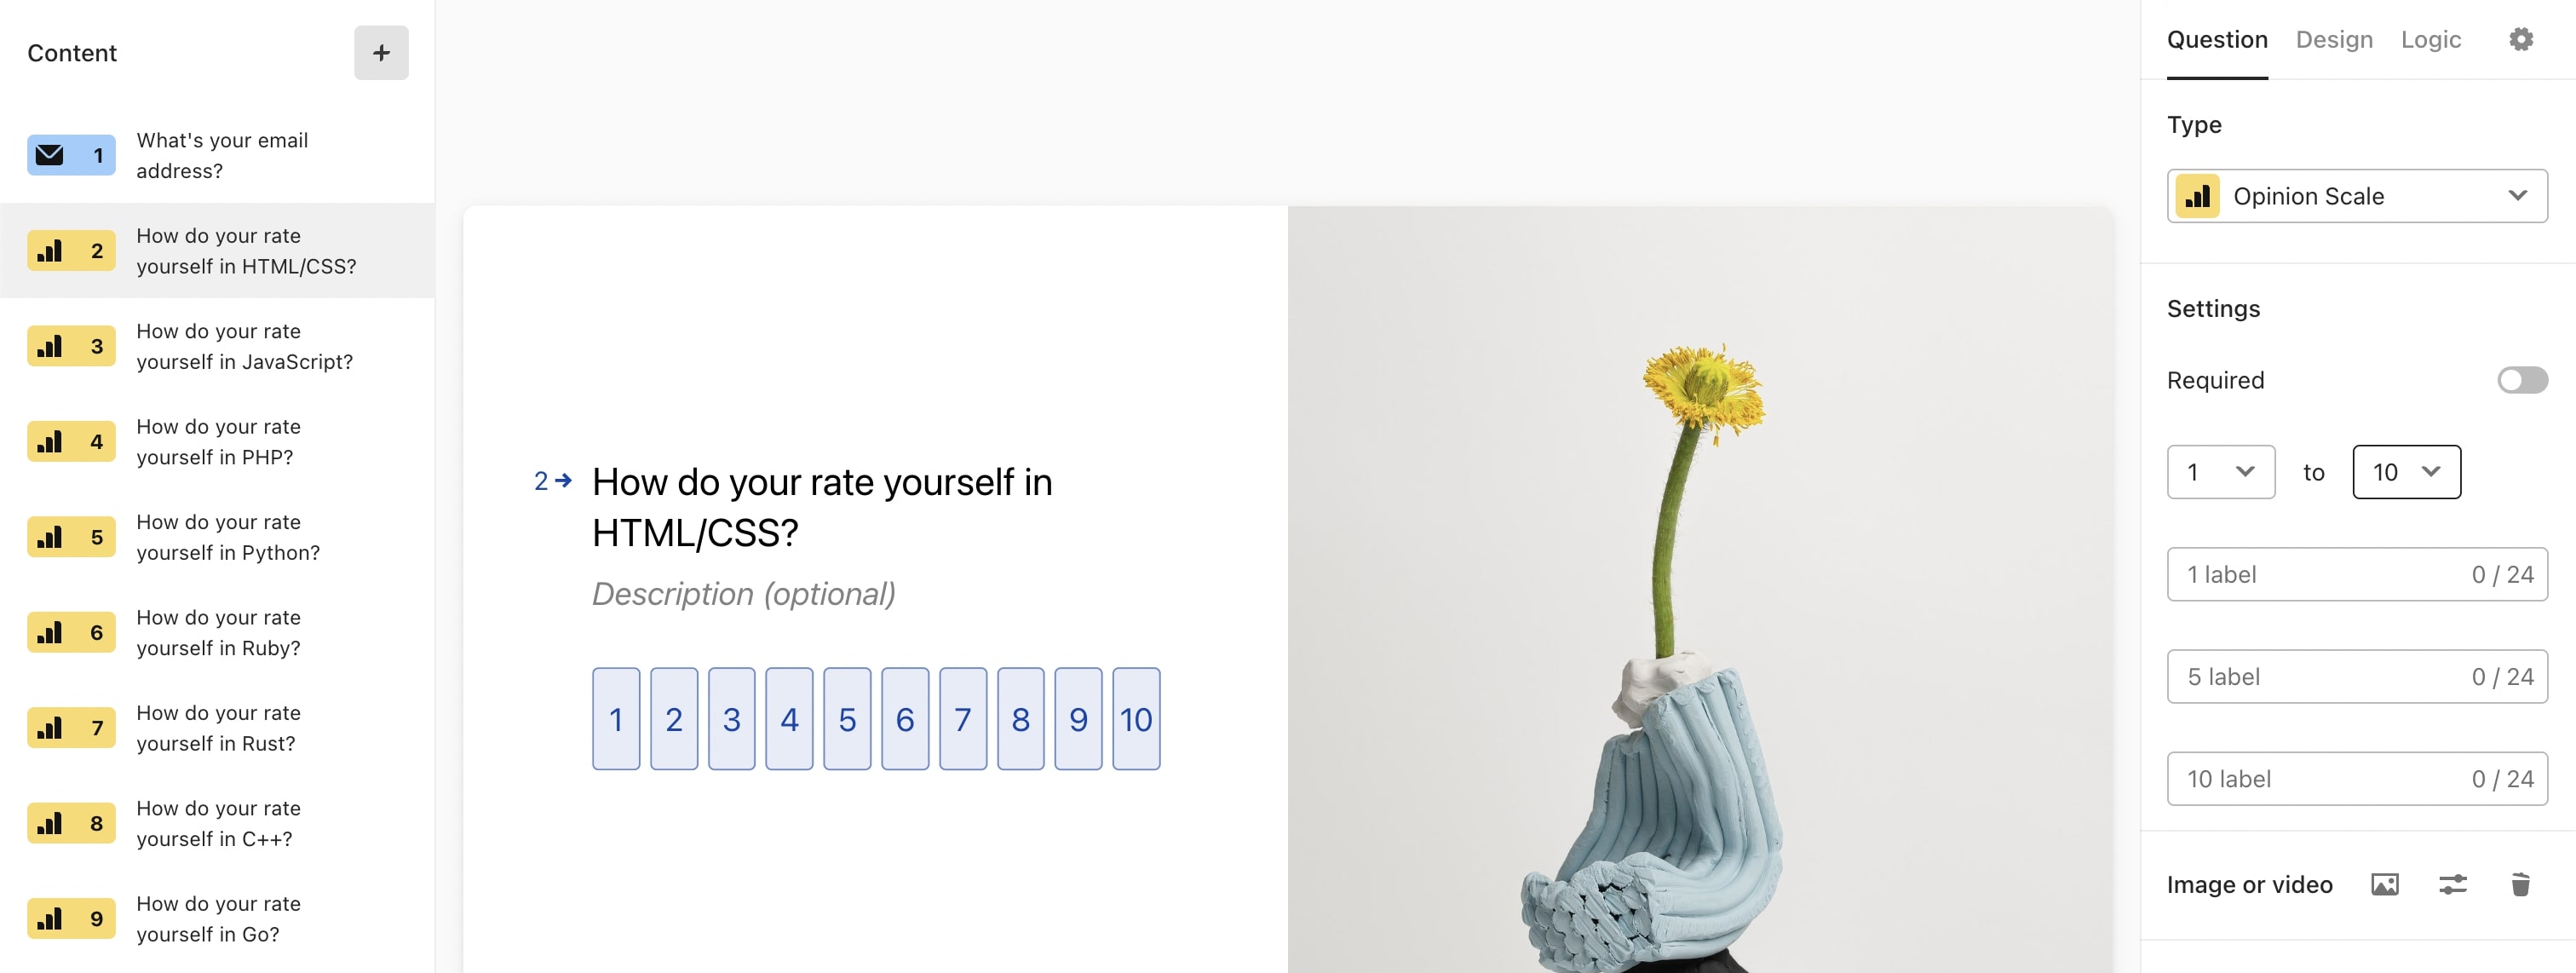 Content
+
1
What's your email
address?
2
How do your rate
yourself in HTML/CSS?
3
How do your rate
yourself in JavaScript?
4
How do your rate
yourself in PHP?
5
How do your rate
yourself in Python?
6
How do your rate
yourself in Ruby?
7
How do your rate
yourself in Rust?
8
How do your rate
yourself in C++?
9
How do your rate
yourself in Go?
2 → How do your rate yourself in
HTML/CSS?
Description (optional)
1 2 3 4 5 6 7 8 9 10
Question Design Logic
Type
Opinion Scale
Settings
Required
1 to 10
1 label 0 / 24
5 label 0 / 24
10 label 0 / 24
Image or video